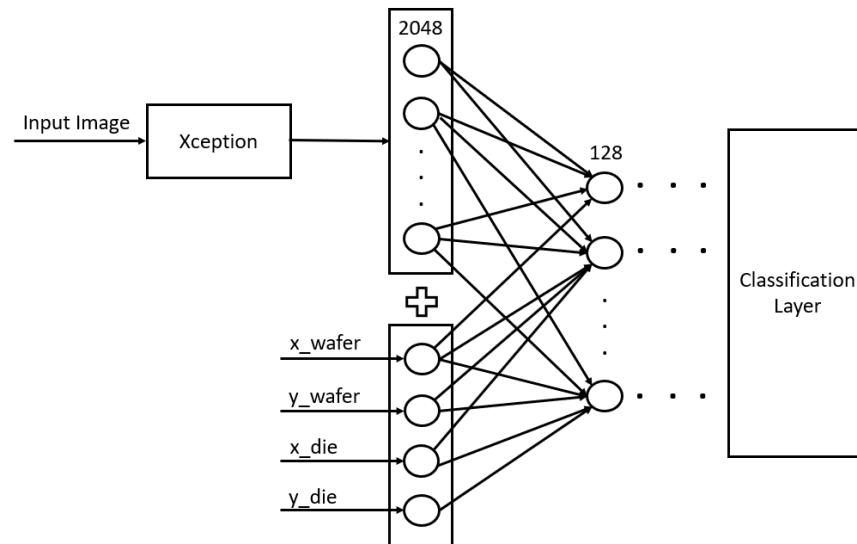 2048
Input Image
Xception
128
Classification
Layer
x_wafer
y_wafer
x_die
y_die